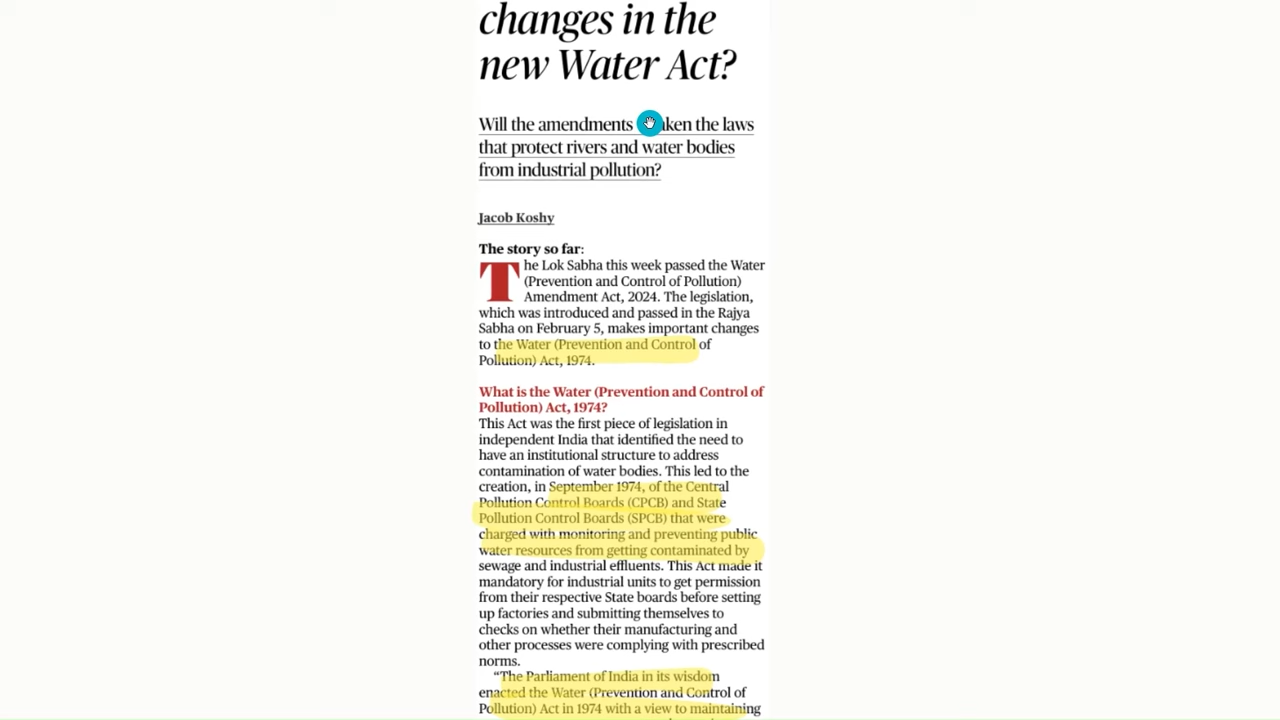 changes in the
new Water Act?
Will the amendments the laws
that protect rivers and water bodies
from industrial pollution?
Jacob Koshy
The story so far:
The Lok Sabha this week passed the Water
(Prevention and Control of Pollution)
Amendment Act, 2024. The legislation,
which was introduced and passed in the Rajya
Sabha on February 5, makes important changes
to the Water (Prevention and Control of
Pollution) Act, 1974.
What is the Water (Prevention and Control of
Pollution) Act, 1974?
This Act was the first piece of legislation in
independent India that identified the need to
have an institutional structure to address
contamination of water bodies. This led to the
creation, in September 1974, of the Central
Pollution Control Boards (CPCB) and State
Pollution Control Boards (SPCB) that were
charged with monitoring and preventing public
water resources from getting contaminated by
sewage and industrial effluents. This Act made it
mandatory for industrial units to get permission
from their respective State boards before setting
up factories and submitting themselves to
checks on whether their manufacturing and
other processes were complying with prescribed
norms.
“The Parliament of India in its wisdom
enacted the Water (Prevention and Control of
Pollution) Act in 1974 with a view to maintaining